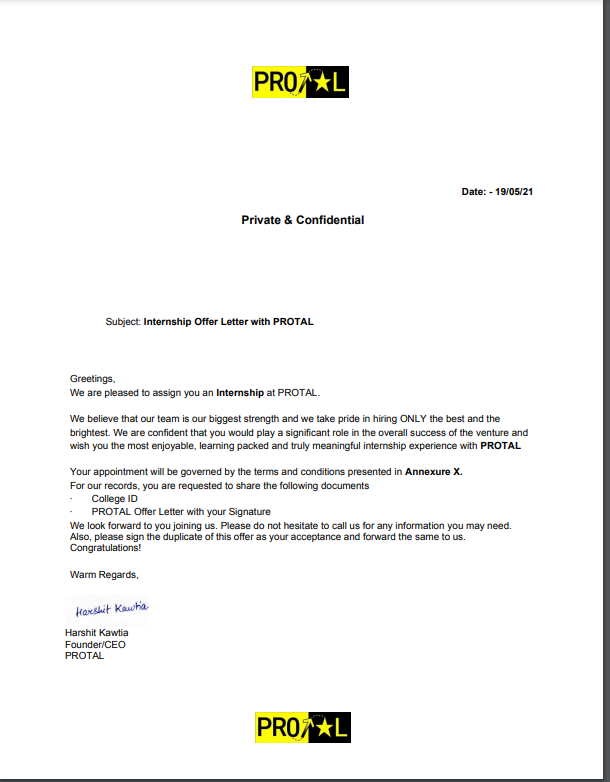 PROTAL
Date: - 19/05/21
Private & Confidential
Subject: Internship Offer Letter with PROTAL
Greetings,
We are pleased to assign you an Internship at PROTAL.
We believe that our team is our biggest strength and we take pride in hiring ONLY the best and the
brightest. We are confident that you would play a significant role in the overall success of the venture and
wish you the most enjoyable, learning packed and truly meaningful internship experience with PROTAL
Your appointment will be governed by the terms and conditions presented in Annexure X.
For our records, you are requested to share the following documents
· College ID
· PROTAL Offer Letter with your Signature
We look forward to you joining us. Please do not hesitate to call us for any information you may need.
Also, please sign the duplicate of this offer as your acceptance and forward the same to us.
Congratulations!
Warm Regards,
Harshit Kawtia
Harshit Kawtia
Founder/CEO
PROTAL
PROTAL